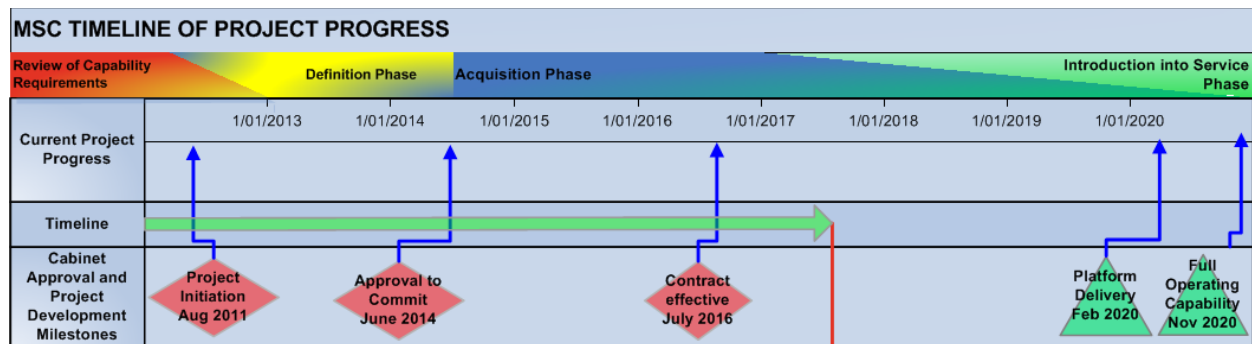 MSC TIMELINE OF PROJECT PROGRESS
Review of Capability
Requirements
Definition Phase
Acquisition Phase
Introduction into Service
Phase
1/01/2013
1/01/2014
1/01/2015
1/01/2016
1/01/2017
1/01/2018
1/01/2019
1/01/2020
Current Project
Progress
Timeline
Cabinet
Approval and
Project
Development
Milestones
Project
Initiation
Aug 2011
Approval to
Commit
June 2014
Contract
effective
July 2016
Platform
Delivery
Feb 2020
Full
Operating
Capability
Nov 2020